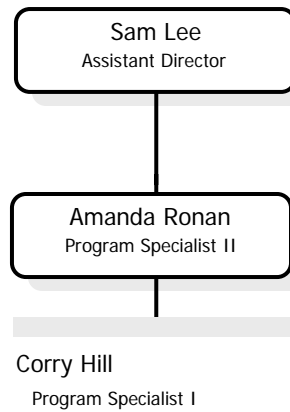 Sam Lee
Assistant Director
Amanda Ronan
Program Specialist II
Corry Hill
Program Specialist I